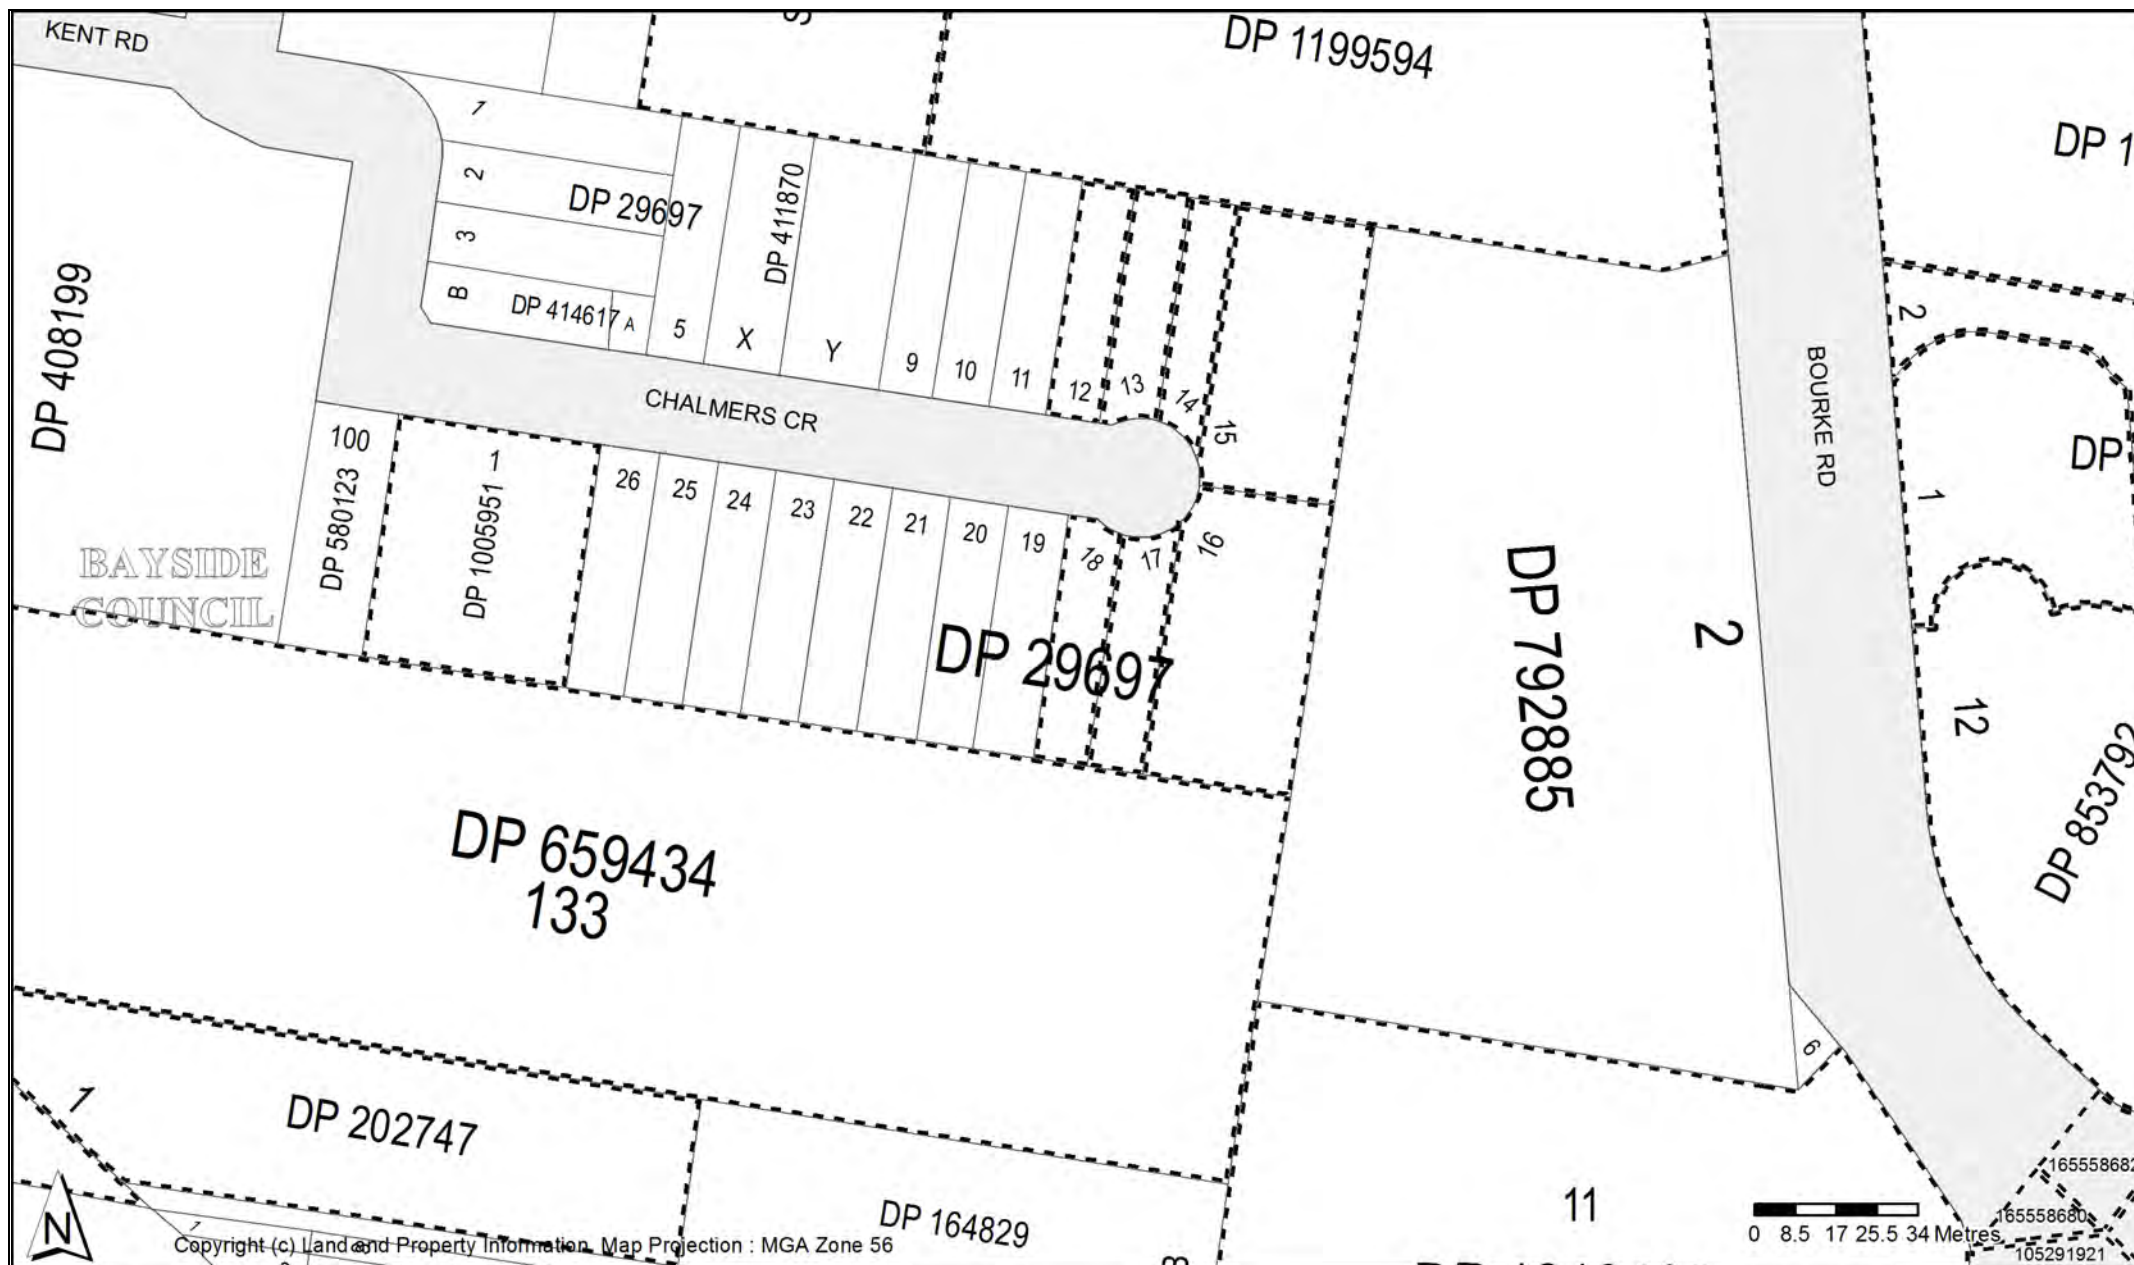 KENT RD
DP 1199594
DP 1
1
2
DP 29697
3
B
DP 414617
A
5
X
DP 411870
Y
9
10
11
12
13
14
15
DP 408199
CHALMERS CR
BOURKE RD
2
DP
1
100
DP 580123
1
DP 1005951
26
25
24
23
22
21
20
19
18
17
16
BAYSIDE
COUNCIL
DP 29697
DP 792885
2
12
DP 853792
DP 659434
133
6
1
DP 202747
DP 164829
11
165558682
165558680
105291921
1
N
Copyright (c) Land and Property Information Map Projection : MGA Zone 56
0 8.5 17 25.5 34 Metres